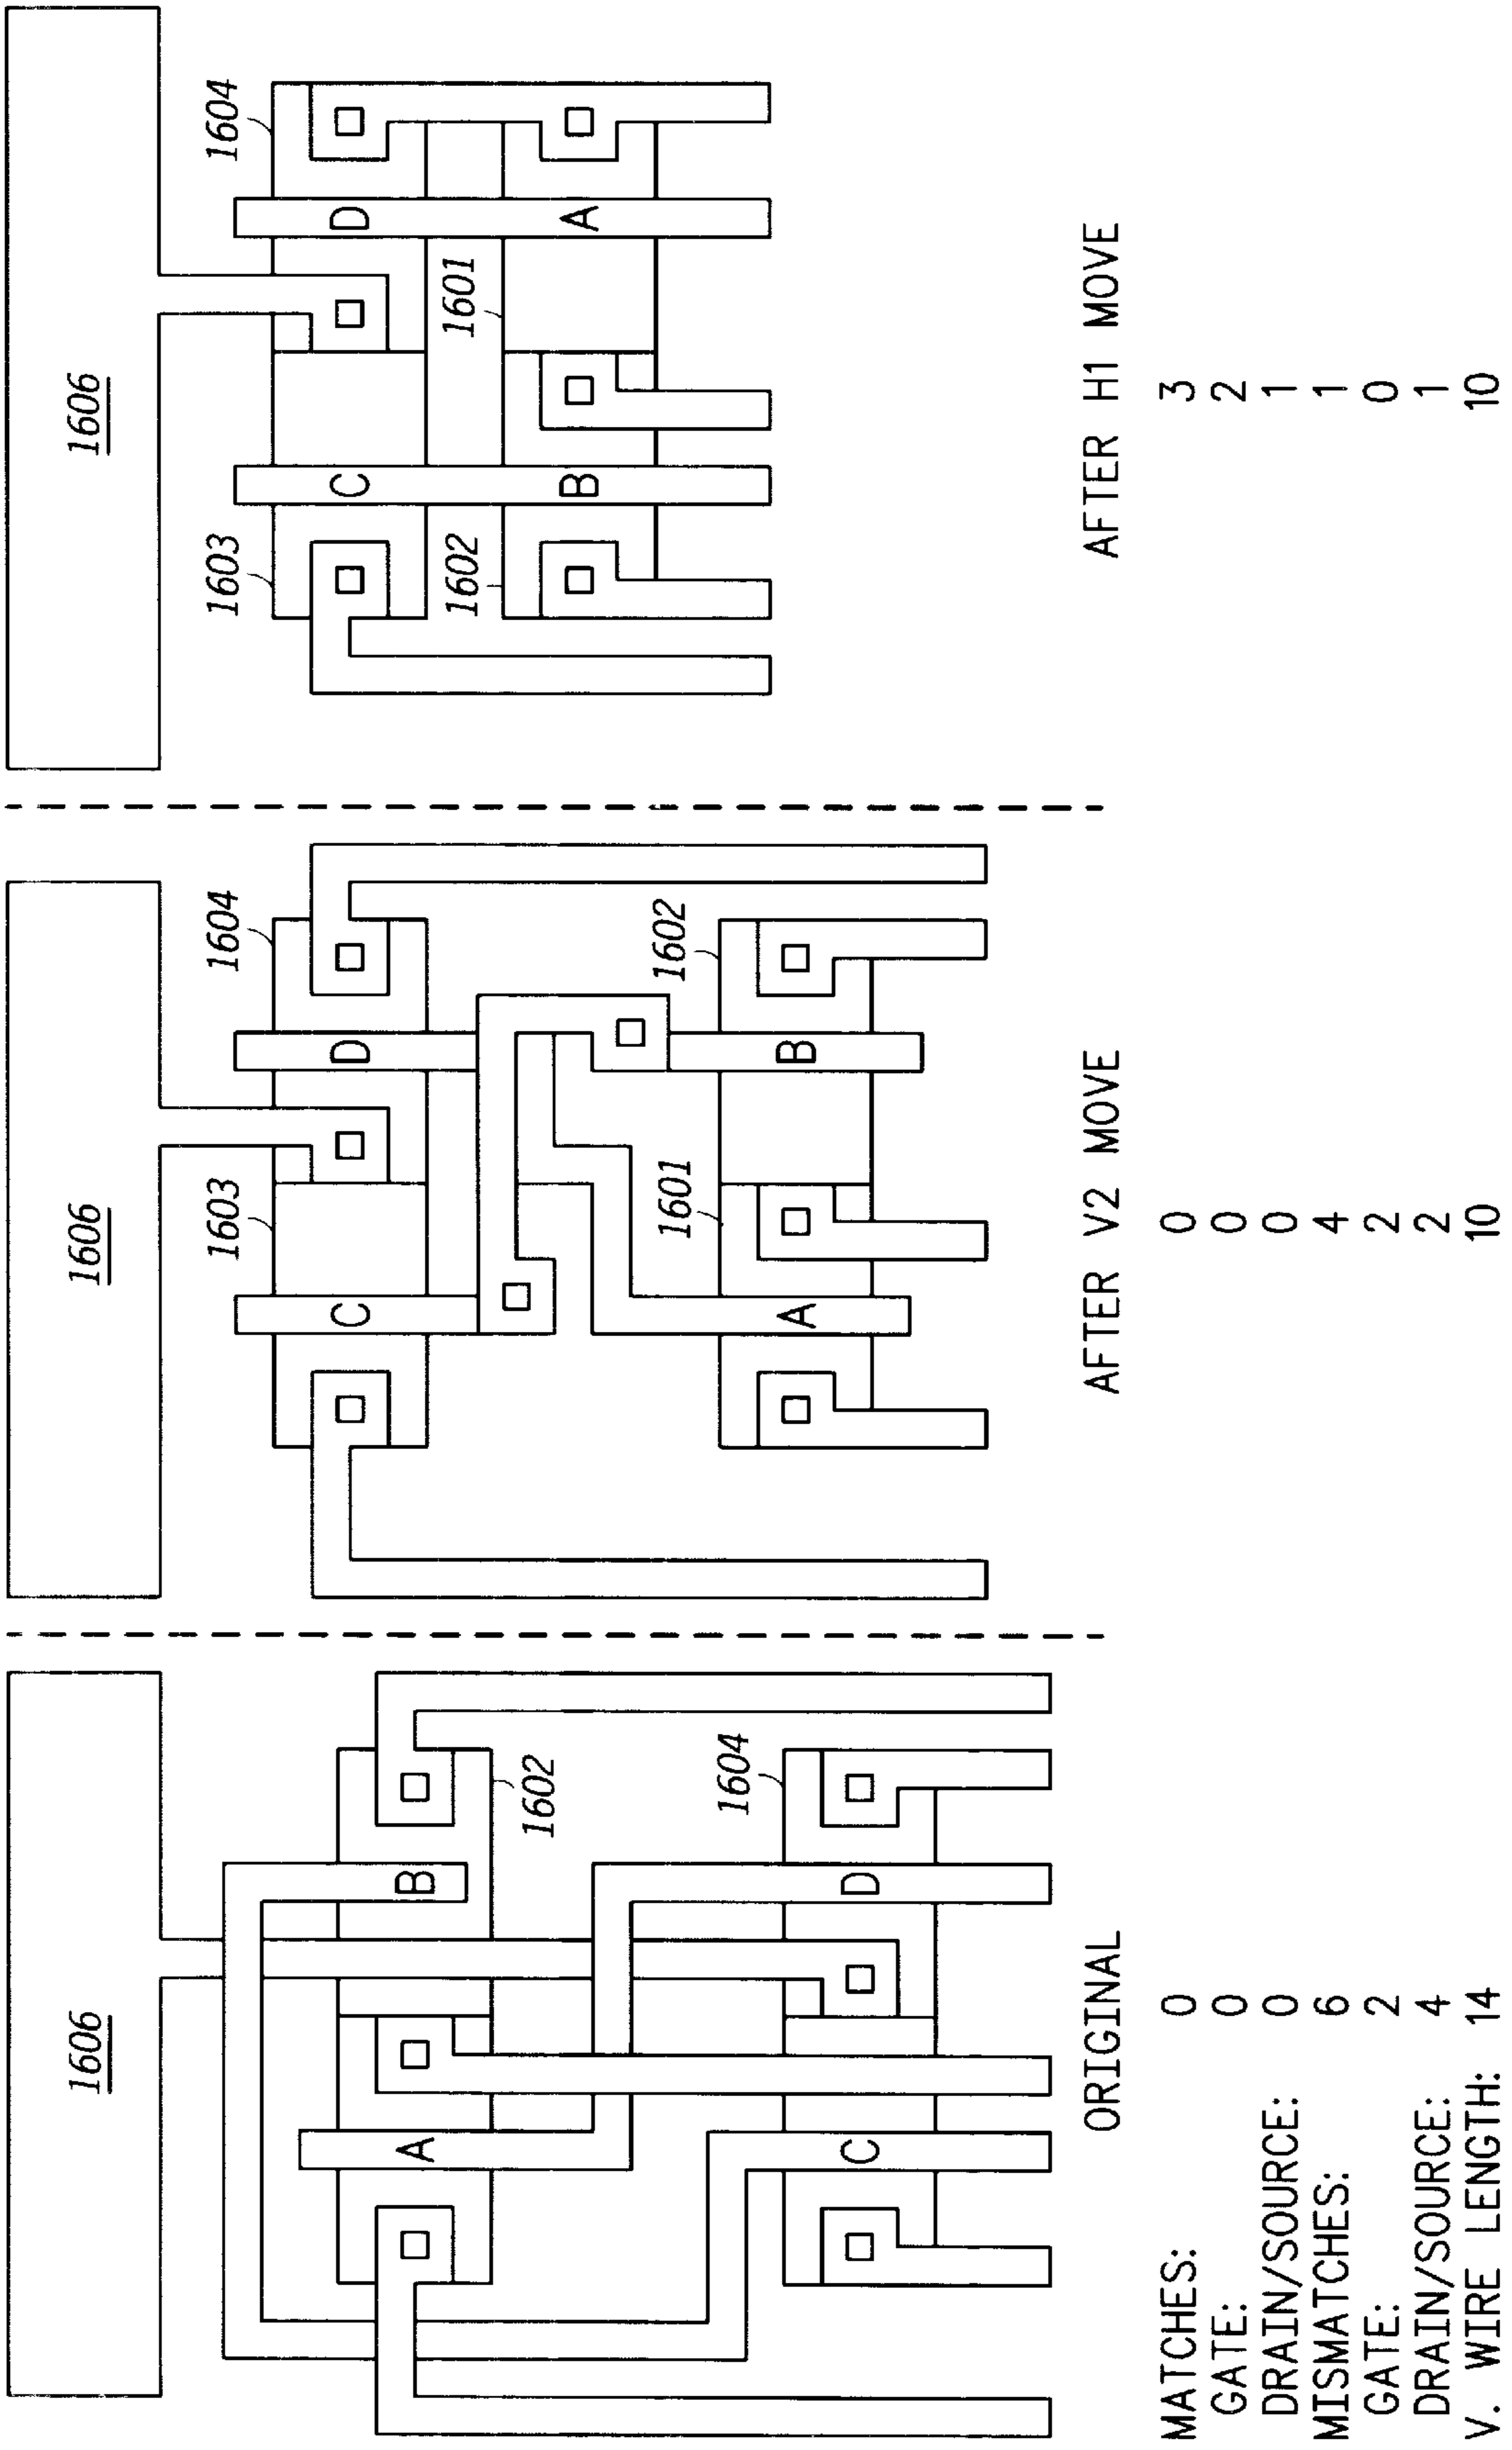 1606
A
B
1602
1604
C
D
ORIGINAL
1606
1603
1604
C
D
1601
1602
A
B
AFTER V2 MOVE
1606
1603
1604
C
D
1602
1601
B
A
AFTER H1 MOVE
MATCHES: 0 0 3
GATE: 0 0 2
DRAIN/SOURCE: 0 0 1
MISMATCHES: 6 4 1
GATE: 2 2 0
DRAIN/SOURCE: 4 2 1
V. WIRE LENGTH: 14 10 10